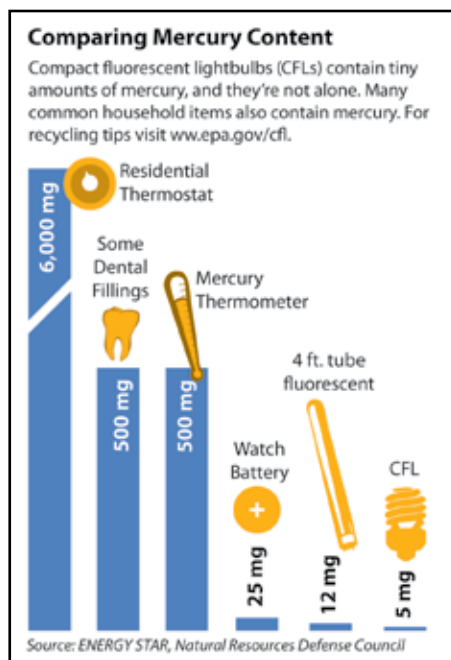 Comparing Mercury Content
Compact fluorescent lightbulbs (CFLs) contain tiny
amounts of mercury, and they're not alone. Many
common household items also contain mercury. For
recycling tips visit ww.epa.gov/cfl.
Residential
Thermostat
6,000 mg
Some
Dental
Fillings
500 mg
Mercury
Thermometer
500 mg
Watch
Battery
+
25 mg
4 ft. tube
fluorescent
12 mg
CFL
5 mg
Source: ENERGY STAR, Natural Resources Defense Council